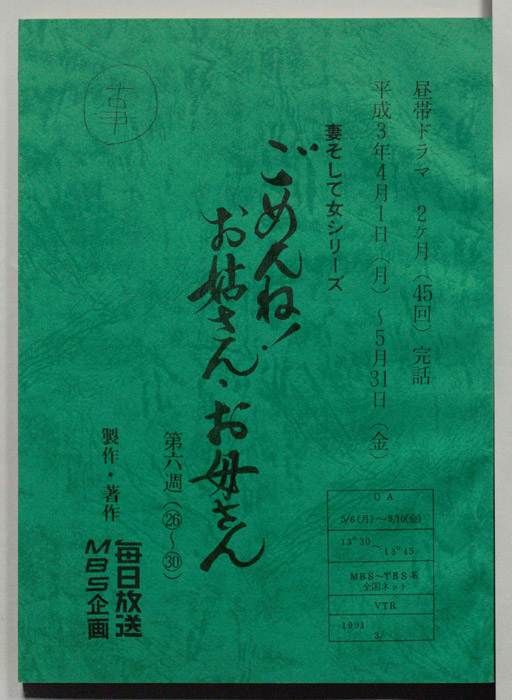 昼帯ドラマ 2ケ月（45回）完話
平成3年4月1日（月）～5月31日（金）
妻そして女シリーズ
ごめんね！
お姑さん・お母さん
第六週（㉖～㉚）
製作・著作
毎日放送
MBS企画
OA
5/6(月)～5/10(金)
13°30
～13°45
MBS～TBS系
全国ネット
VTR
1991
3/